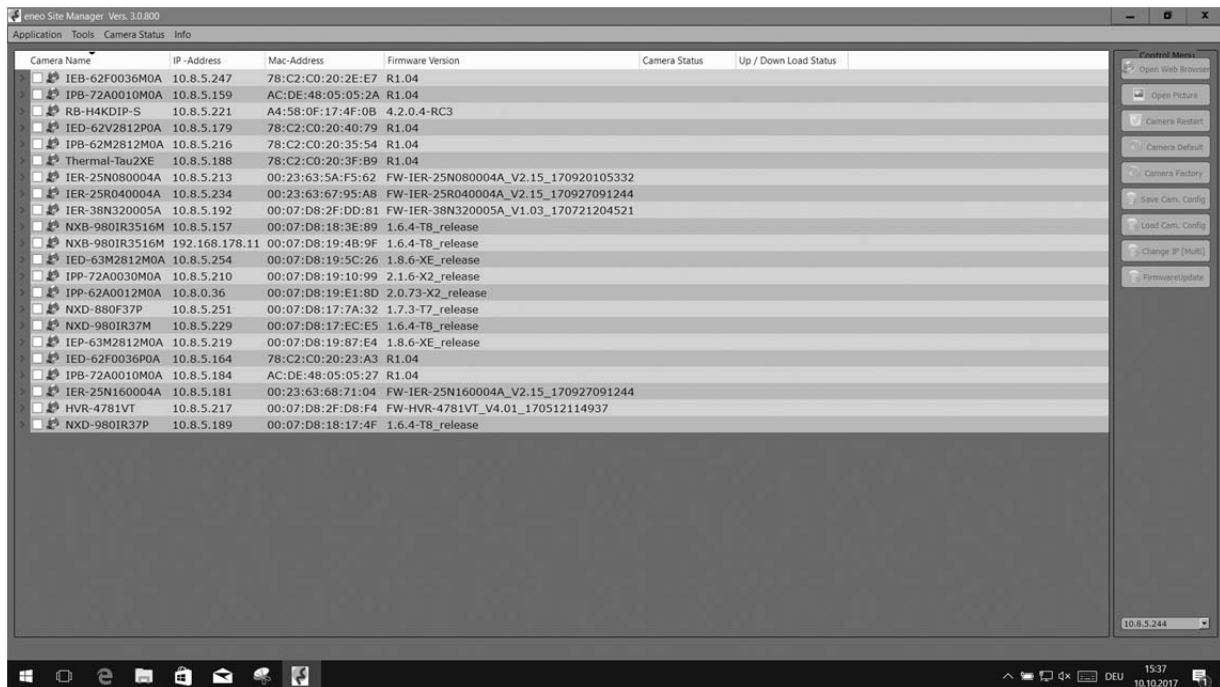 eneo Site Manager Vers. 3.0.800
Application Tools Camera Status Info
Camera Name IP -Address Mac-Address Firmware Version Camera Status Up / Down Load Status
IEB-62F0036M0A 10.8.5.247 78:C2:C0:20:2E:E7 R1.04
IPB-72A0010M0A 10.8.5.159 AC:DE:48:05:05:2A R1.04
RB-H4KDIP-S 10.8.5.221 A4:58:0F:17:4F:0B 4.2.0.4-RC3
IED-62V2812P0A 10.8.5.179 78:C2:C0:20:40:79 R1.04
IPB-62M2812M0A 10.8.5.216 78:C2:C0:20:35:54 R1.04
Thermal-Tau2XE 10.8.5.188 78:C2:C0:20:3F:B9 R1.04
IER-25N080004A 10.8.5.213 00:23:63:5A:F5:62 FW-IER-25N080004A_V2.15_170920105332
IER-25R040004A 10.8.5.234 00:23:63:67:95:A8 FW-IER-25R040004A_V2.15_170927091244
IER-38N320005A 10.8.5.192 00:07:D8:2F:DD:81 FW-IER-38N320005A_V1.03_170721204521
NXB-980IR3516M 10.8.5.157 00:07:D8:18:3E:89 1.6.4-T8_release
NXB-980IR3516M 192.168.178.11 00:07:D8:19:4B:9F 1.6.4-T8_release
IED-63M2812M0A 10.8.5.254 00:07:D8:19:5C:26 1.8.6-XE_release
IPP-72A0030M0A 10.8.5.210 00:07:D8:19:10:99 2.1.6-X2_release
IPP-62A0012M0A 10.8.0.36 00:07:D8:19:E1:8D 2.0.73-X2_release
NXD-880F37P 10.8.5.251 00:07:D8:17:7A:32 1.7.3-T7_release
NXD-980IR37M 10.8.5.229 00:07:D8:17:EC:E5 1.6.4-T8_release
IEP-63M2812M0A 10.8.5.219 00:07:D8:19:87:E4 1.8.6-XE_release
IED-62F0036P0A 10.8.5.164 78:C2:C0:20:23:A3 R1.04
IPB-72A0010M0A 10.8.5.184 AC:DE:48:05:05:27 R1.04
IER-25N160004A 10.8.5.181 00:23:63:68:71:04 FW-IER-25N160004A_V2.15_170927091244
HVR-4781VT 10.8.5.217 00:07:D8:2F:D8:F4 FW-HVR-4781VT_V4.01_170512114937
NXD-980IR37P 10.8.5.189 00:07:D8:18:17:4F 1.6.4-T8_release
Control Menu
Open Web Browser
Open Picture
Camera Restart
Camera Default
Camera Factory
Save Cam. Config
Load Cam. Config
Change IP [Multi]
FirmwareUpdate
10.8.5.244
DEU
15:37
10.10.2017
1